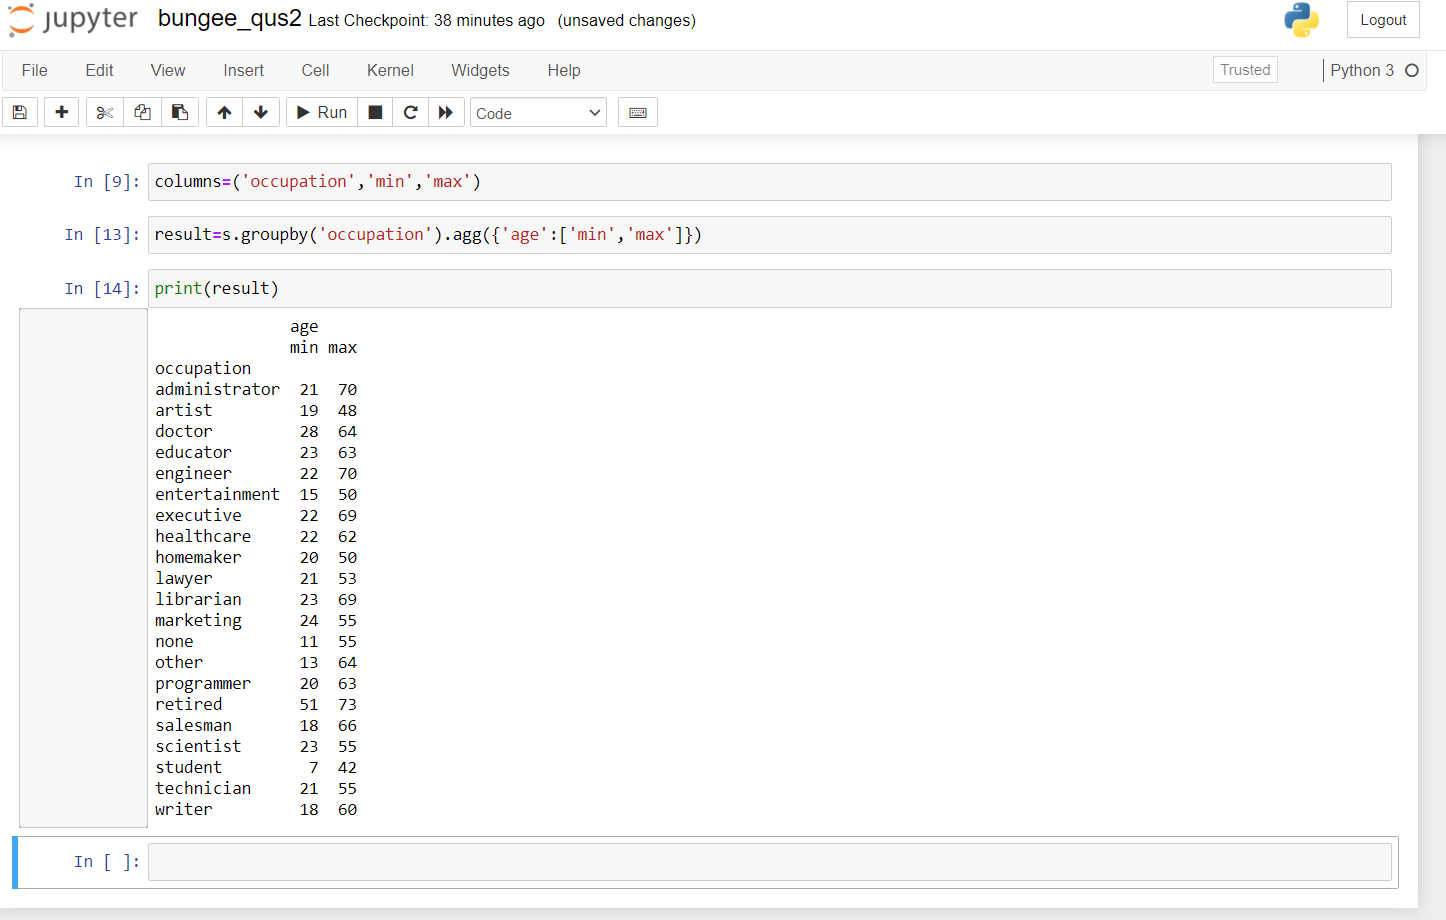 jupyter bungee_qus2 Last Checkpoint: 38 minutes ago (unsaved changes) Logout
File Edit View Insert Cell Kernel Widgets Help Trusted Python 3
Run Code
In [9]: columns=('occupation','min','max')
In [13]: result=s.groupby('occupation').agg({'age':['min','max']})
In [14]: print(result)
age
min max
occupation
administrator 21 70
artist 19 48
doctor 28 64
educator 23 63
engineer 22 70
entertainment 15 50
executive 22 69
healthcare 22 62
homemaker 20 50
lawyer 21 53
librarian 23 69
marketing 24 55
none 11 55
other 13 64
programmer 20 63
retired 51 73
salesman 18 66
scientist 23 55
student 7 42
technician 21 55
writer 18 60
In [ ]: